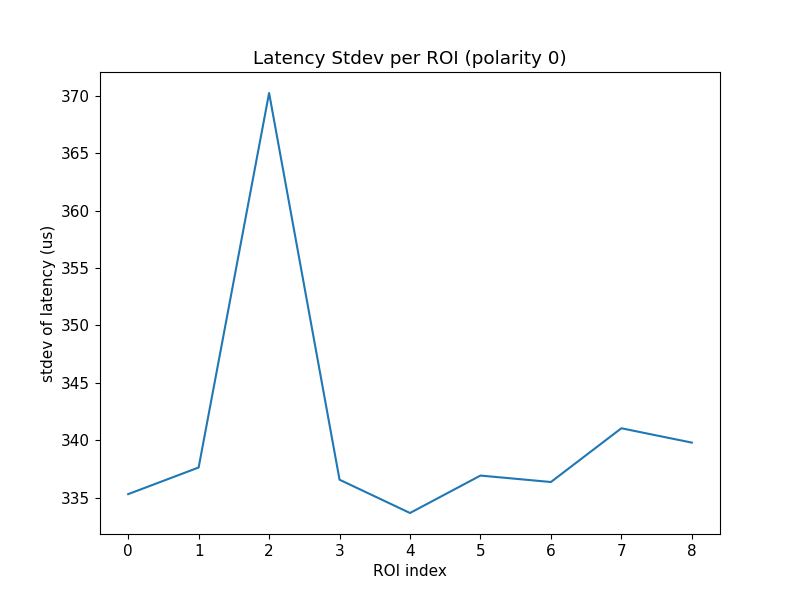 Latency Stdev per ROI (polarity 0)
stdev of latency (us)
370
365
360
355
350
345
340
335
0 1 2 3 4 5 6 7 8
ROI index